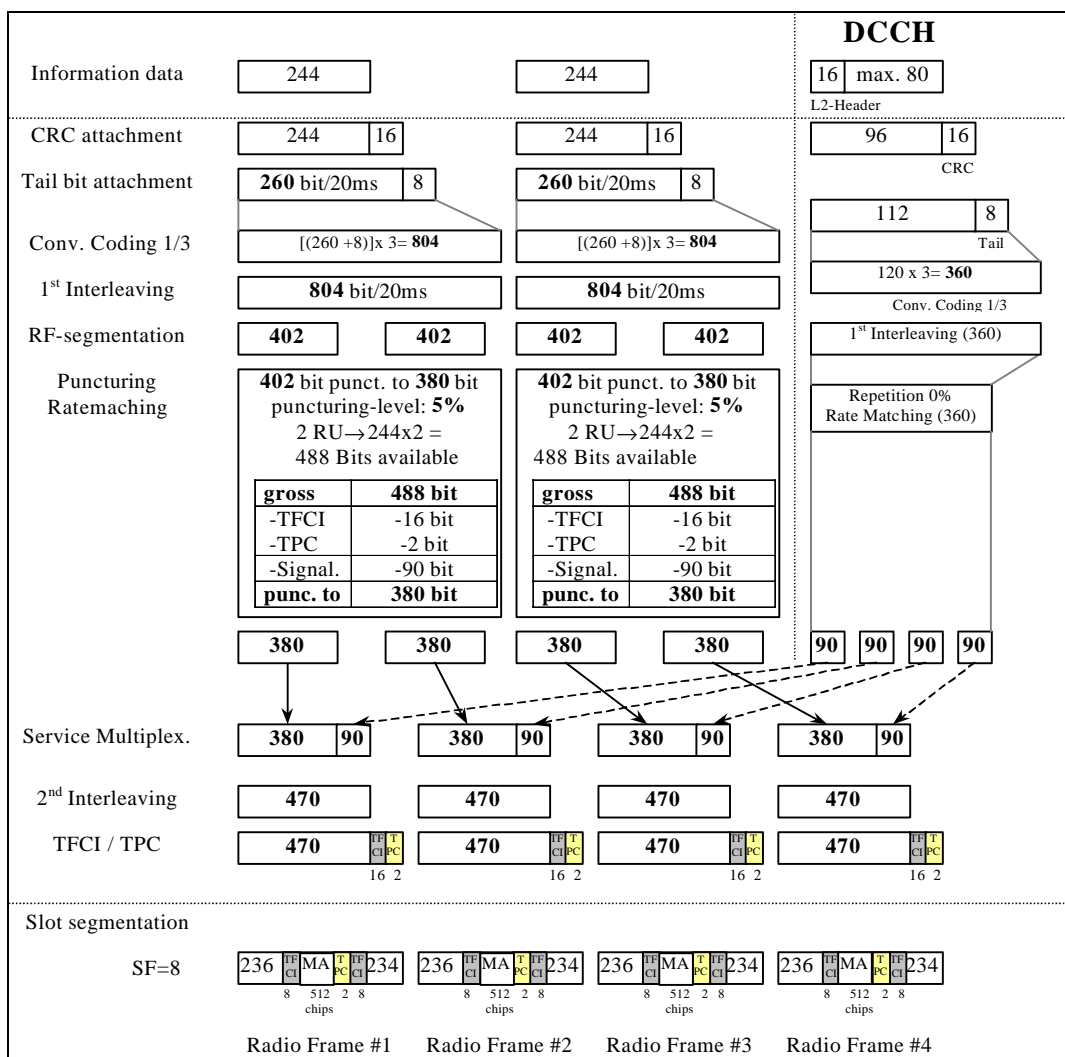 DCCH
Information data 244 244 16 max. 80
L2-Header
CRC attachment 244 16 244 16 96 16
CRC
Tail bit attachment 260 bit/20ms 8 260 bit/20ms 8
112 8
Tail
Conv. Coding 1/3 [(260 +8)]x 3= 804 [(260 +8)]x 3= 804
120 x 3= 360
Conv. Coding 1/3
1st Interleaving 804 bit/20ms 804 bit/20ms
RF-segmentation 402 402 402 402 1st Interleaving (360)
Puncturing
Ratemaching
402 bit punct. to 380 bit
puncturing-level: 5%
2 RU→244x2 =
488 Bits available
gross 488 bit
-TFCI -16 bit
-TPC -2 bit
-Signal. -90 bit
punc. to 380 bit
402 bit punct. to 380 bit
puncturing-level: 5%
2 RU→244x2 =
488 Bits available
gross 488 bit
-TFCI -16 bit
-TPC -2 bit
-Signal. -90 bit
punc. to 380 bit
Repetition 0%
Rate Matching (360)
380 380 380 380 90 90 90 90
Service Multiplex. 380 90 380 90 380 90 380 90
2nd Interleaving 470 470 470 470
TFCI / TPC 470 TF CI T PC 470 TF CI T PC 470 TF CI T PC 470 TF CI T PC
16 2 16 2 16 2 16 2
Slot segmentation
SF=8 236 TF CI MA T PC TF CI 234 236 TF CI MA T PC TF CI 234 236 TF CI MA T PC TF CI 234 236 TF CI MA T PC TF CI 234
8 512 2 8 8 512 2 8 8 512 2 8 8 512 2 8
chips chips chips chips
Radio Frame #1 Radio Frame #2 Radio Frame #3 Radio Frame #4